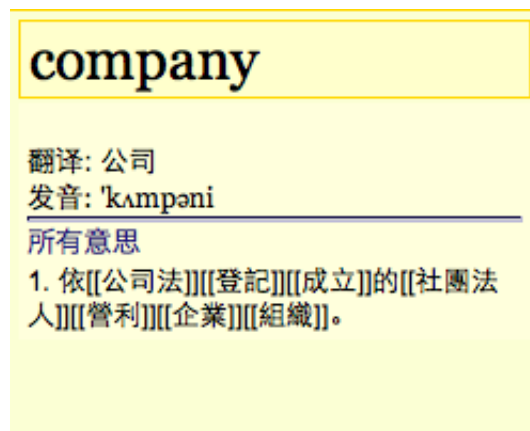 company
翻译: 公司
发音: 'kʌmpəni
所有意思
1. 依[[公司法]][[登記]][[成立]]的[[社團法
人]][[營利]][[企業]][[組織]]。